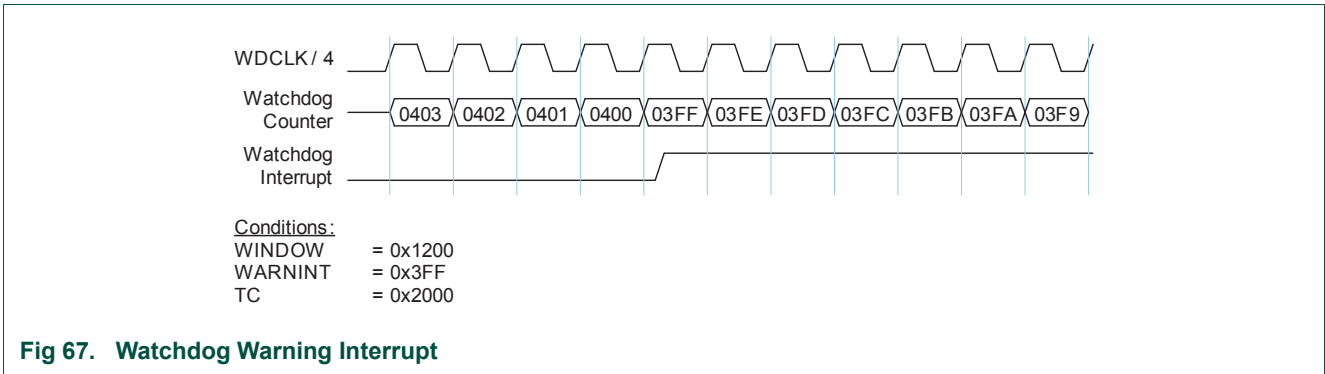 WDCLK / 4
Watchdog
Counter
0403 0402 0401 0400 03FF 03FE 03FD 03FC 03FB 03FA 03F9
Watchdog
Interrupt
Conditions:
WINDOW = 0x1200
WARNINT = 0x3FF
TC = 0x2000
Fig 67. Watchdog Warning Interrupt